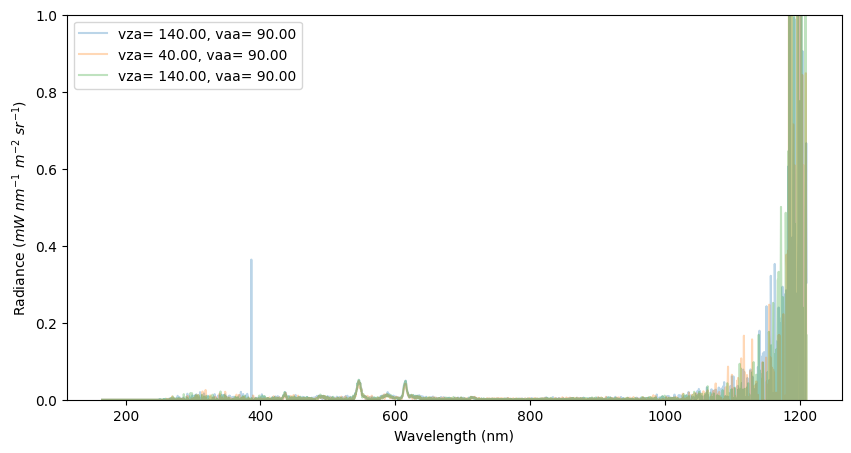 1.0
0.8
0.6
0.4
0.2
0.0
Radiance (mW nm⁻¹ m⁻² sr⁻¹)
vza= 140.00, vaa= 90.00
vza= 40.00, vaa= 90.00
vza= 140.00, vaa= 90.00
200 400 600 800 1000 1200
Wavelength (nm)